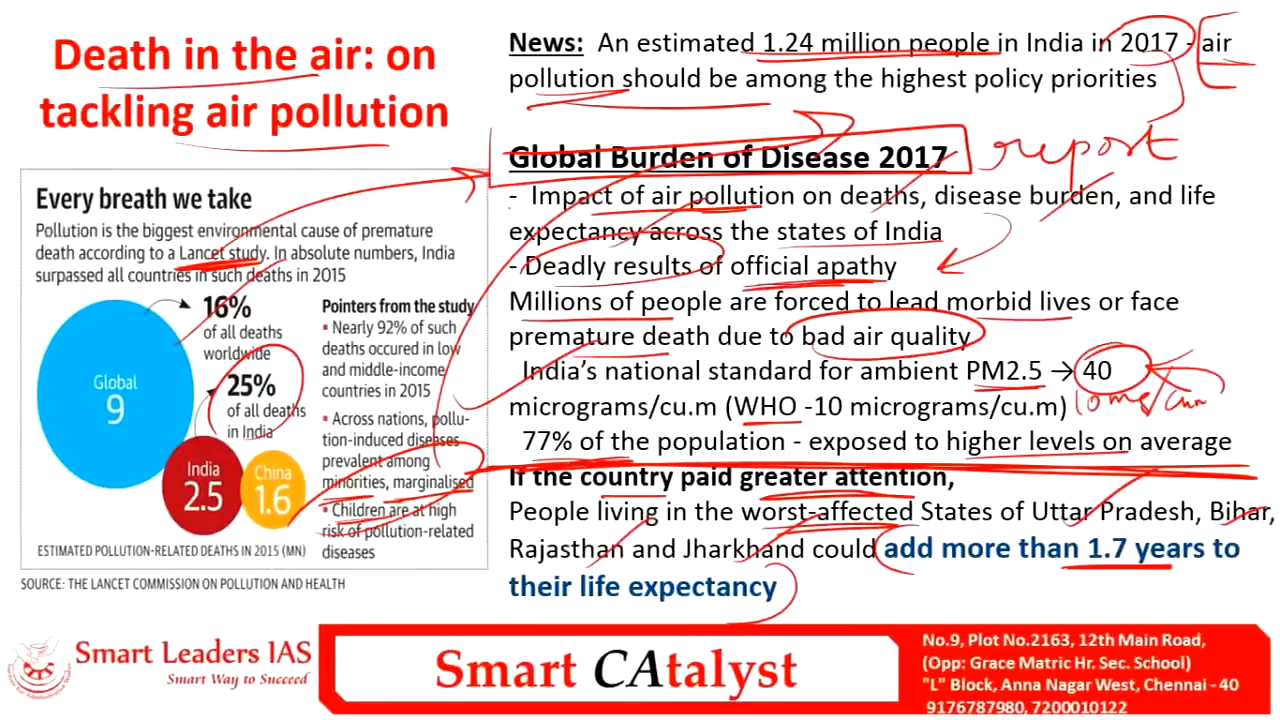 Death in the air: on
tackling air pollution
News: An estimated 1.24 million people in India in 2017 - air
pollution should be among the highest policy priorities
Global Burden of Disease 2017
report
- Impact of air pollution on deaths, disease burden, and life
expectancy across the states of India
- Deadly results of official apathy
Millions of people are forced to lead morbid lives or face
premature death due to bad air quality
India's national standard for ambient PM2.5 → 40
micrograms/cu.m (WHO -10 micrograms/cu.m)
77% of the population - exposed to higher levels on average
If the country paid greater attention,
People living in the worst-affected States of Uttar Pradesh, Bihar,
Rajasthan and Jharkhand could add more than 1.7 years to
their life expectancy
Every breath we take
Pollution is the biggest environmental cause of premature
death according to a Lancet study. In absolute numbers, India
surpassed all countries in such deaths in 2015
16%
of all deaths
worldwide
25%
of all deaths
in India
Global
9
India
2.5
China
1.6
Pointers from the study
▪ Nearly 92% of such
deaths occured in low
and middle-income
countries in 2015
▪ Across nations, pollu-
tion-induced diseases
prevalent among
minorities, marginalised
▪ Children are at high
risk of pollution-related
diseases
ESTIMATED POLLUTION-RELATED DEATHS IN 2015 (MN)
SOURCE: THE LANCET COMMISSION ON POLLUTION AND HEALTH
Smart Leaders IAS
Smart Way to Succeed
Smart CAtalyst
No.9, Plot No.2163, 12th Main Road,
(Opp: Grace Matric Hr. Sec. School)
"L" Block, Anna Nagar West, Chennai - 40
9176787980, 7200010122